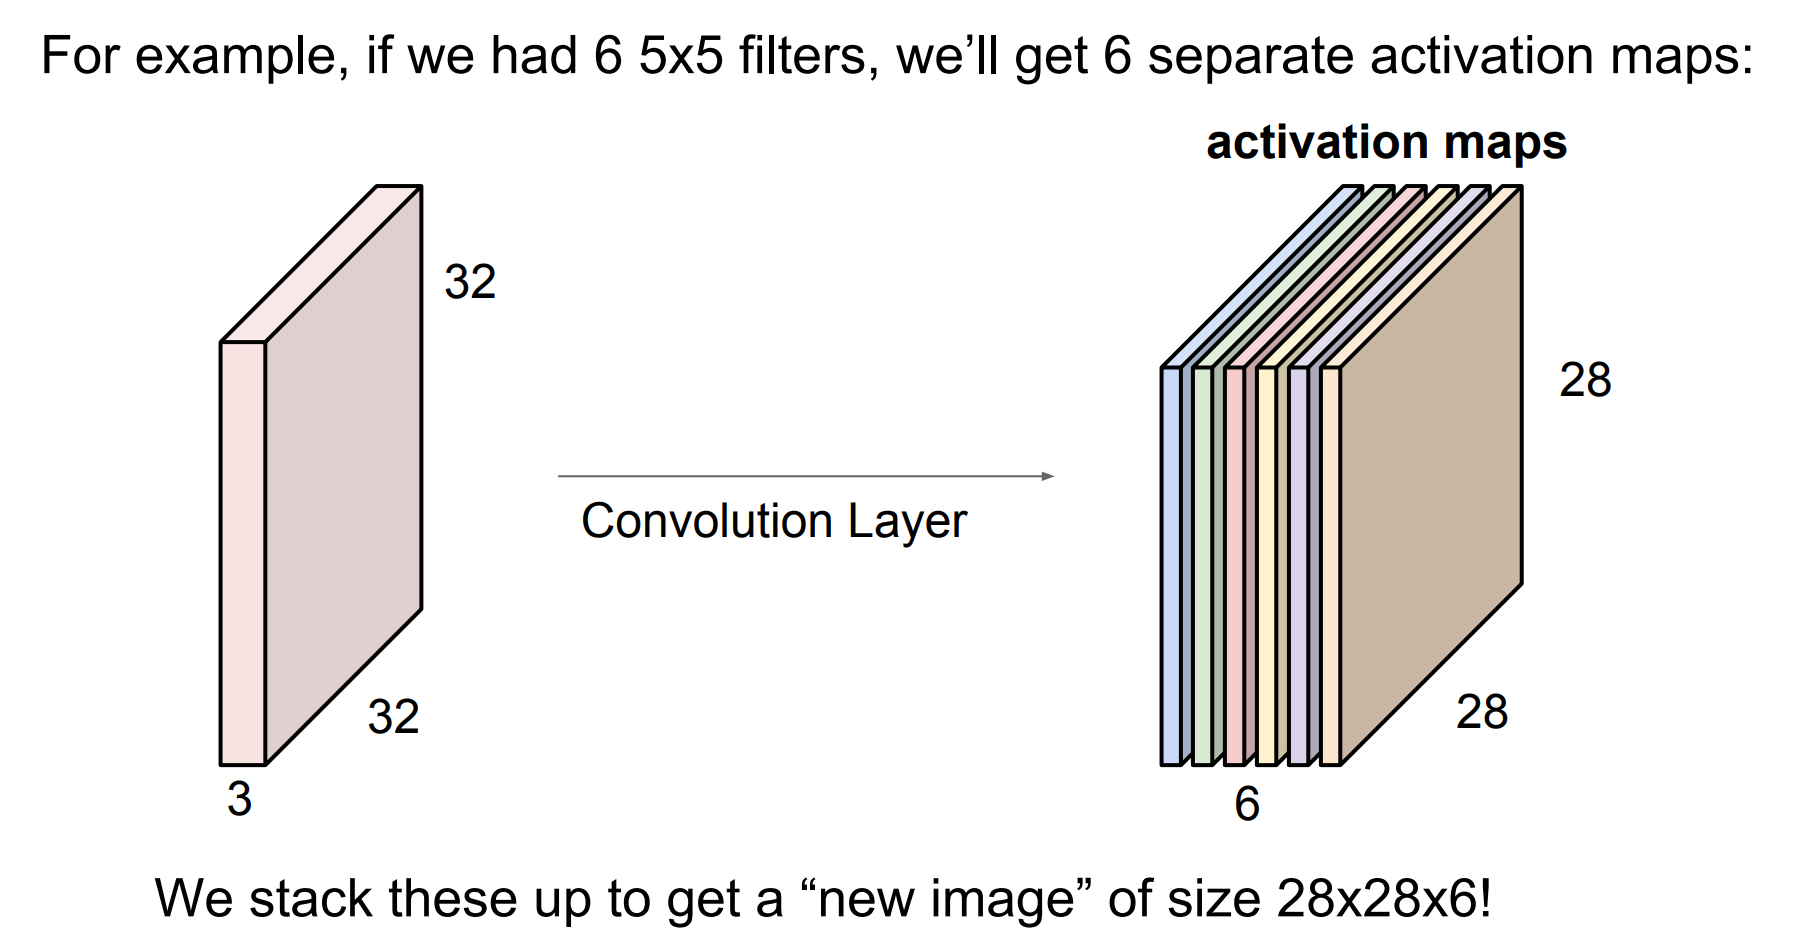 For example, if we had 6 5x5 filters, we’ll get 6 separate activation maps:
activation maps
32
28
Convolution Layer
32
28
3
6
We stack these up to get a “new image” of size 28x28x6!